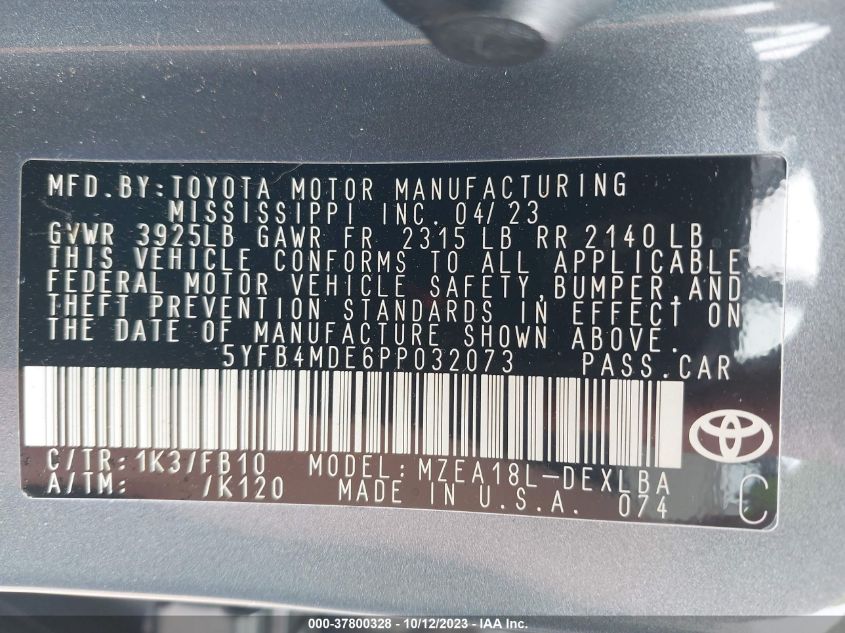 MFD.BY:TOYOTA MOTOR MANUFACTURING
MISSISSIPPI INC. 04/23
GVWR 3925LB GAWR FR 2315 LB RR 2140 LB
THIS VEHICLE CONFORMS TO ALL APPLICABLE
FEDERAL MOTOR VEHICLE SAFETY,BUMPER,AND
THEFT PREVENTION STANDARDS IN EFFECT ON
THE DATE OF MANUFACTURE SHOWN ABOVE.
5YFB4MDE6PP032073 PASS.CAR
C/TR:1K3/FB10 MODEL:MZEA18L-DEXLBA
A/TM: /K120 MADE IN U.S.A. 074 C
000-37800328 - 10/12/2023 - IAA Inc.